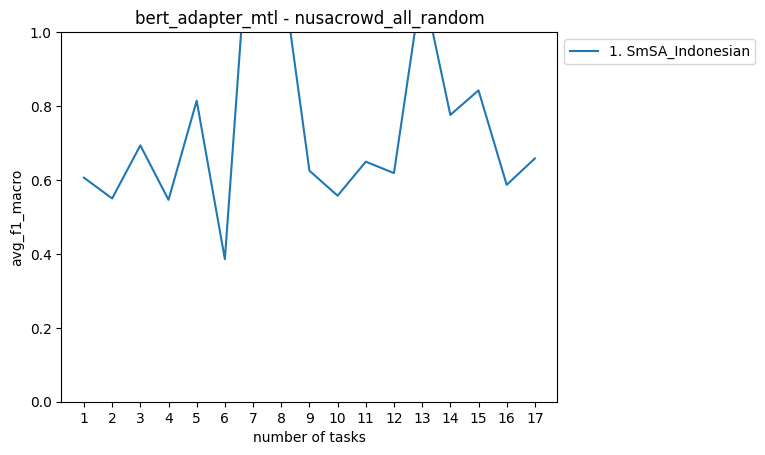 bert_adapter_mtl - nusacrowd_all_random
1. SmSA_Indonesian
avg_f1_macro
1.0
0.8
0.6
0.4
0.2
0.0
1 2 3 4 5 6 7 8 9 10 11 12 13 14 15 16 17
number of tasks